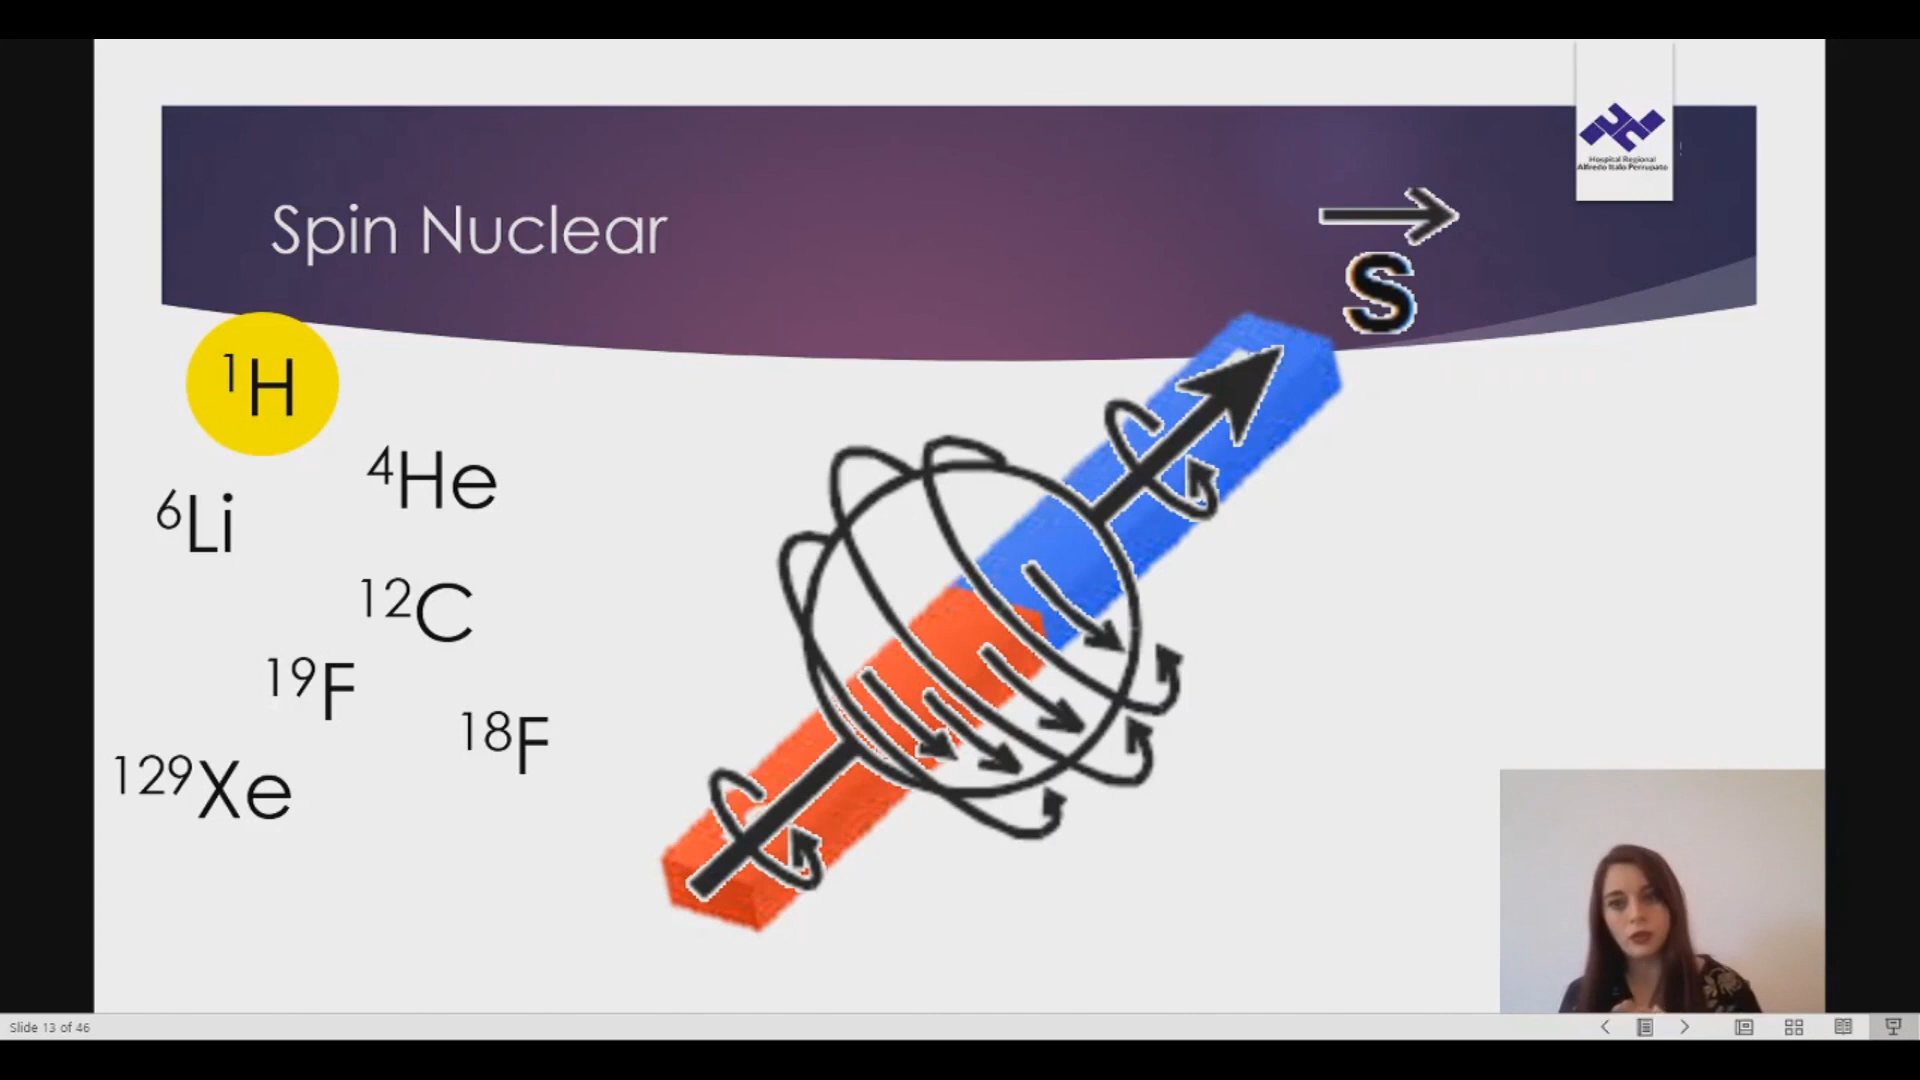 Hospital Regional
Alfredo Italo Perrupato
Spin Nuclear
S
¹H
⁴He
⁶Li
¹²C
¹⁹F
¹⁸F
¹²⁹Xe
Slide 13 of 46